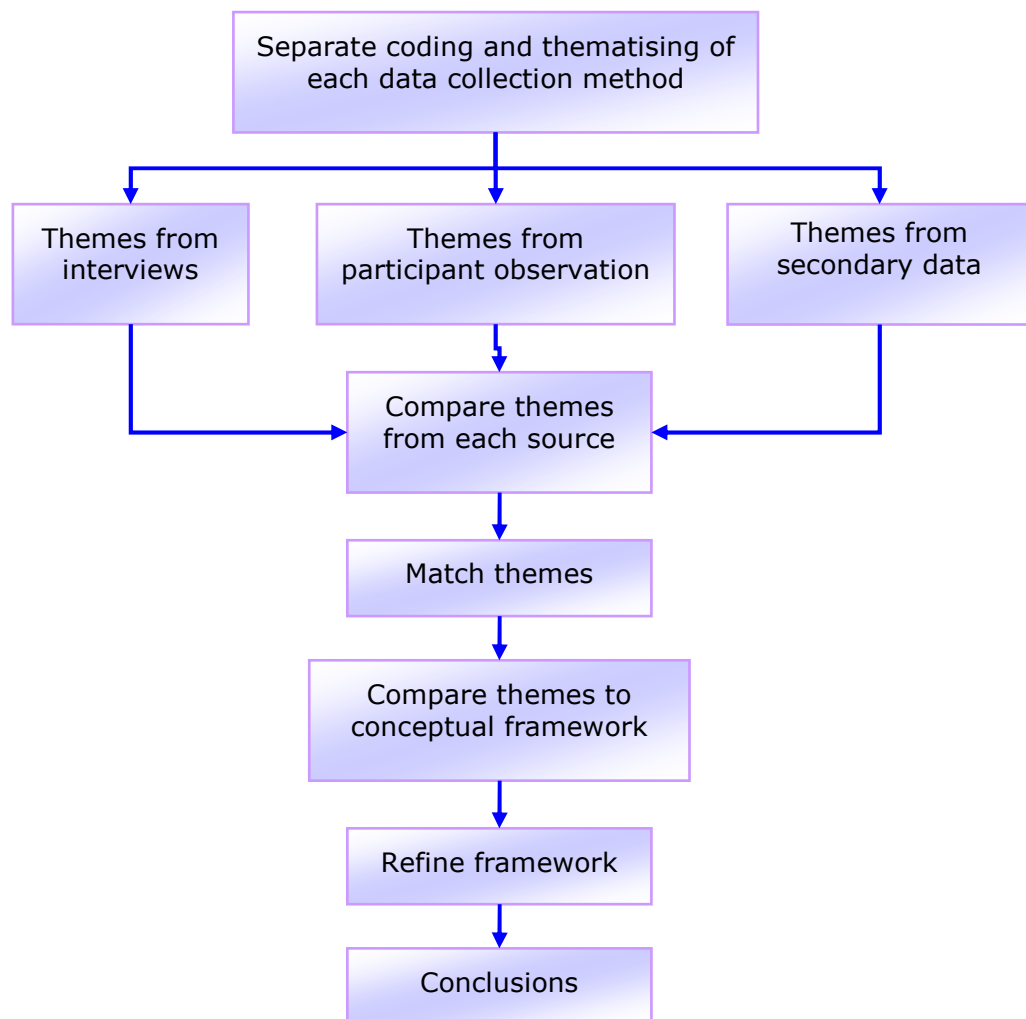 Separate coding and thematising of
each data collection method
Themes from
interviews
Themes from
participant observation
Themes from
secondary data
Compare themes
from each source
Match themes
Compare themes to
conceptual framework
Refine framework
Conclusions